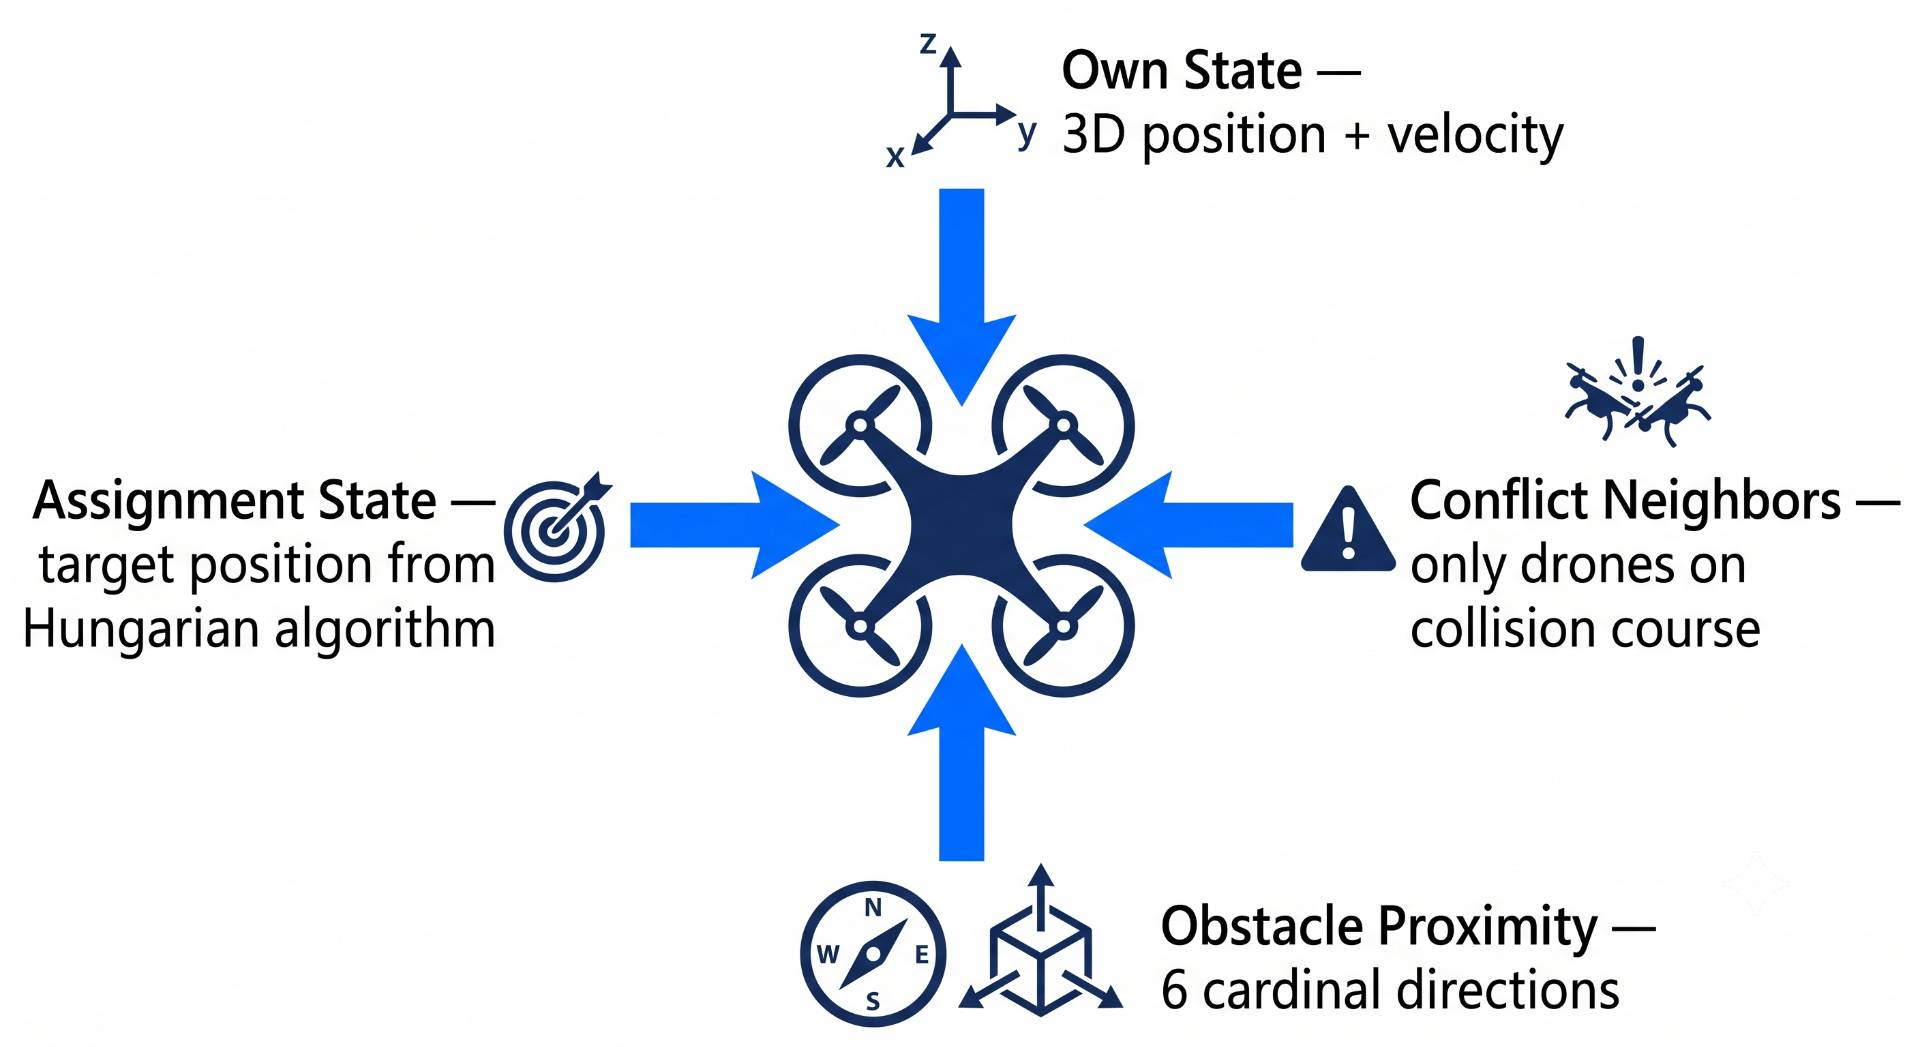 z
y
x
Own State —
3D position + velocity
Assignment State —
target position from
Hungarian algorithm
Conflict Neighbors —
only drones on
collision course
N
W E
S
Obstacle Proximity —
6 cardinal directions